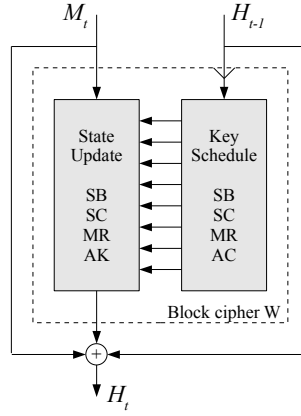 M_t
H_{t-1}
State
Update
SB
SC
MR
AK
Key
Schedule
SB
SC
MR
AC
Block cipher W
+
H_t